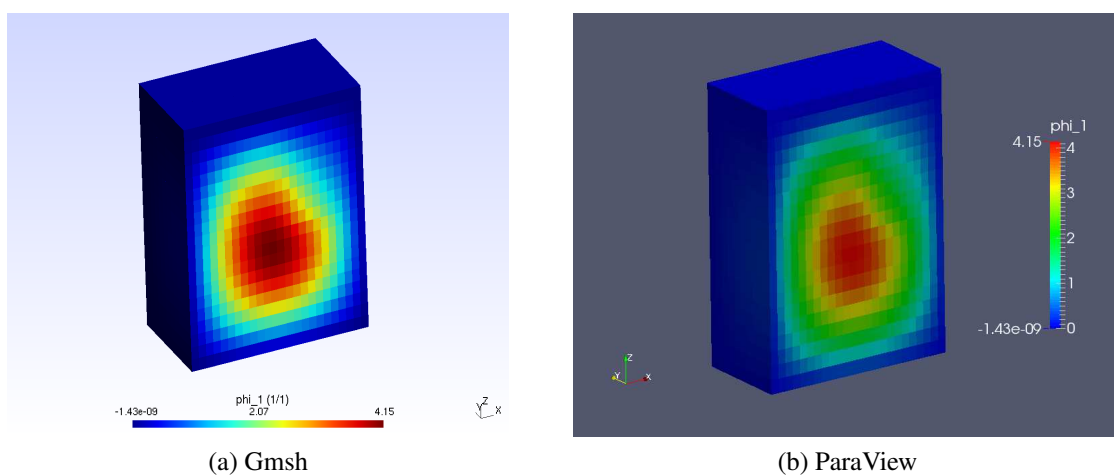 phi_1 (1/1)
-1.43e-09 2.07 4.15
Y Z X
(a) Gmsh
phi_1
4.15 4
3
2
1
-1.43e-09 0
Z
Y X
(b) ParaView